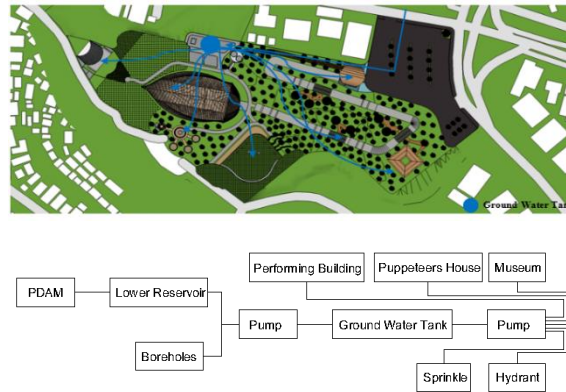 Ground Water Tan
Performing Building
Puppeteers House
Museum
PDAM
Lower Reservoir
Pump
Ground Water Tank
Pump
Boreholes
Sprinkle
Hydrant